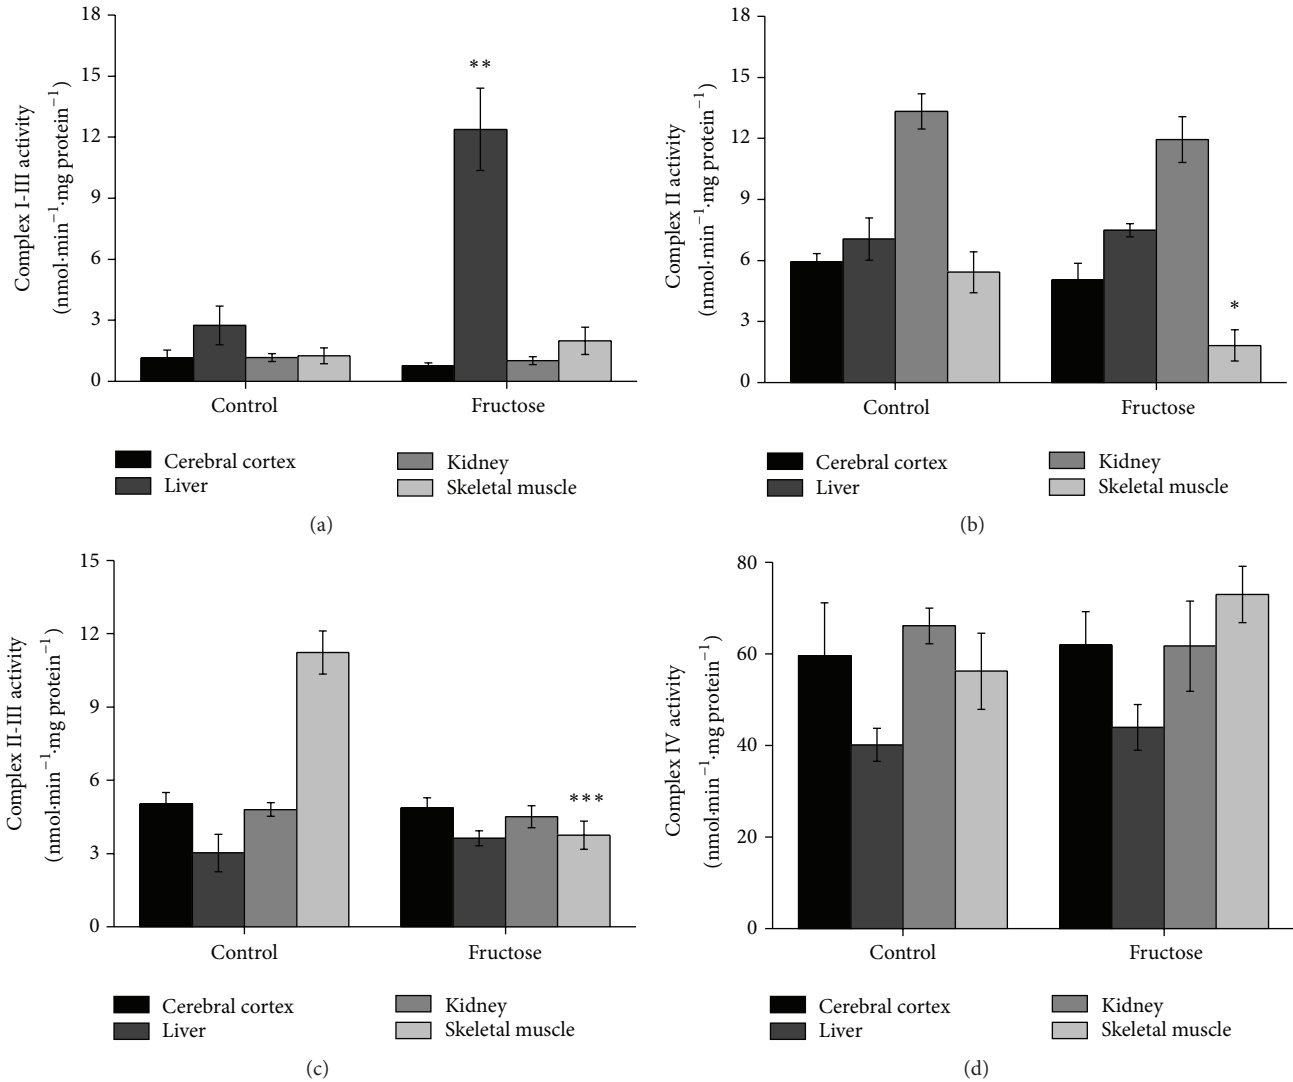 Complex I-III activity
(nmol·min−1·mg protein−1)
18
15
12
9
6
3
0
**
Control
Fructose
Cerebral cortex
Liver
Kidney
Skeletal muscle
(a)
Complex II activity
(nmol·min−1·mg protein−1)
18
15
12
9
6
3
0
*
Control
Fructose
Cerebral cortex
Liver
Kidney
Skeletal muscle
(b)
Complex II-III activity
(nmol·min−1·mg protein−1)
15
12
9
6
3
0
***
Control
Fructose
Cerebral cortex
Liver
Kidney
Skeletal muscle
(c)
Complex IV activity
(nmol·min−1·mg protein−1)
80
60
40
20
0
Control
Fructose
Cerebral cortex
Liver
Kidney
Skeletal muscle
(d)